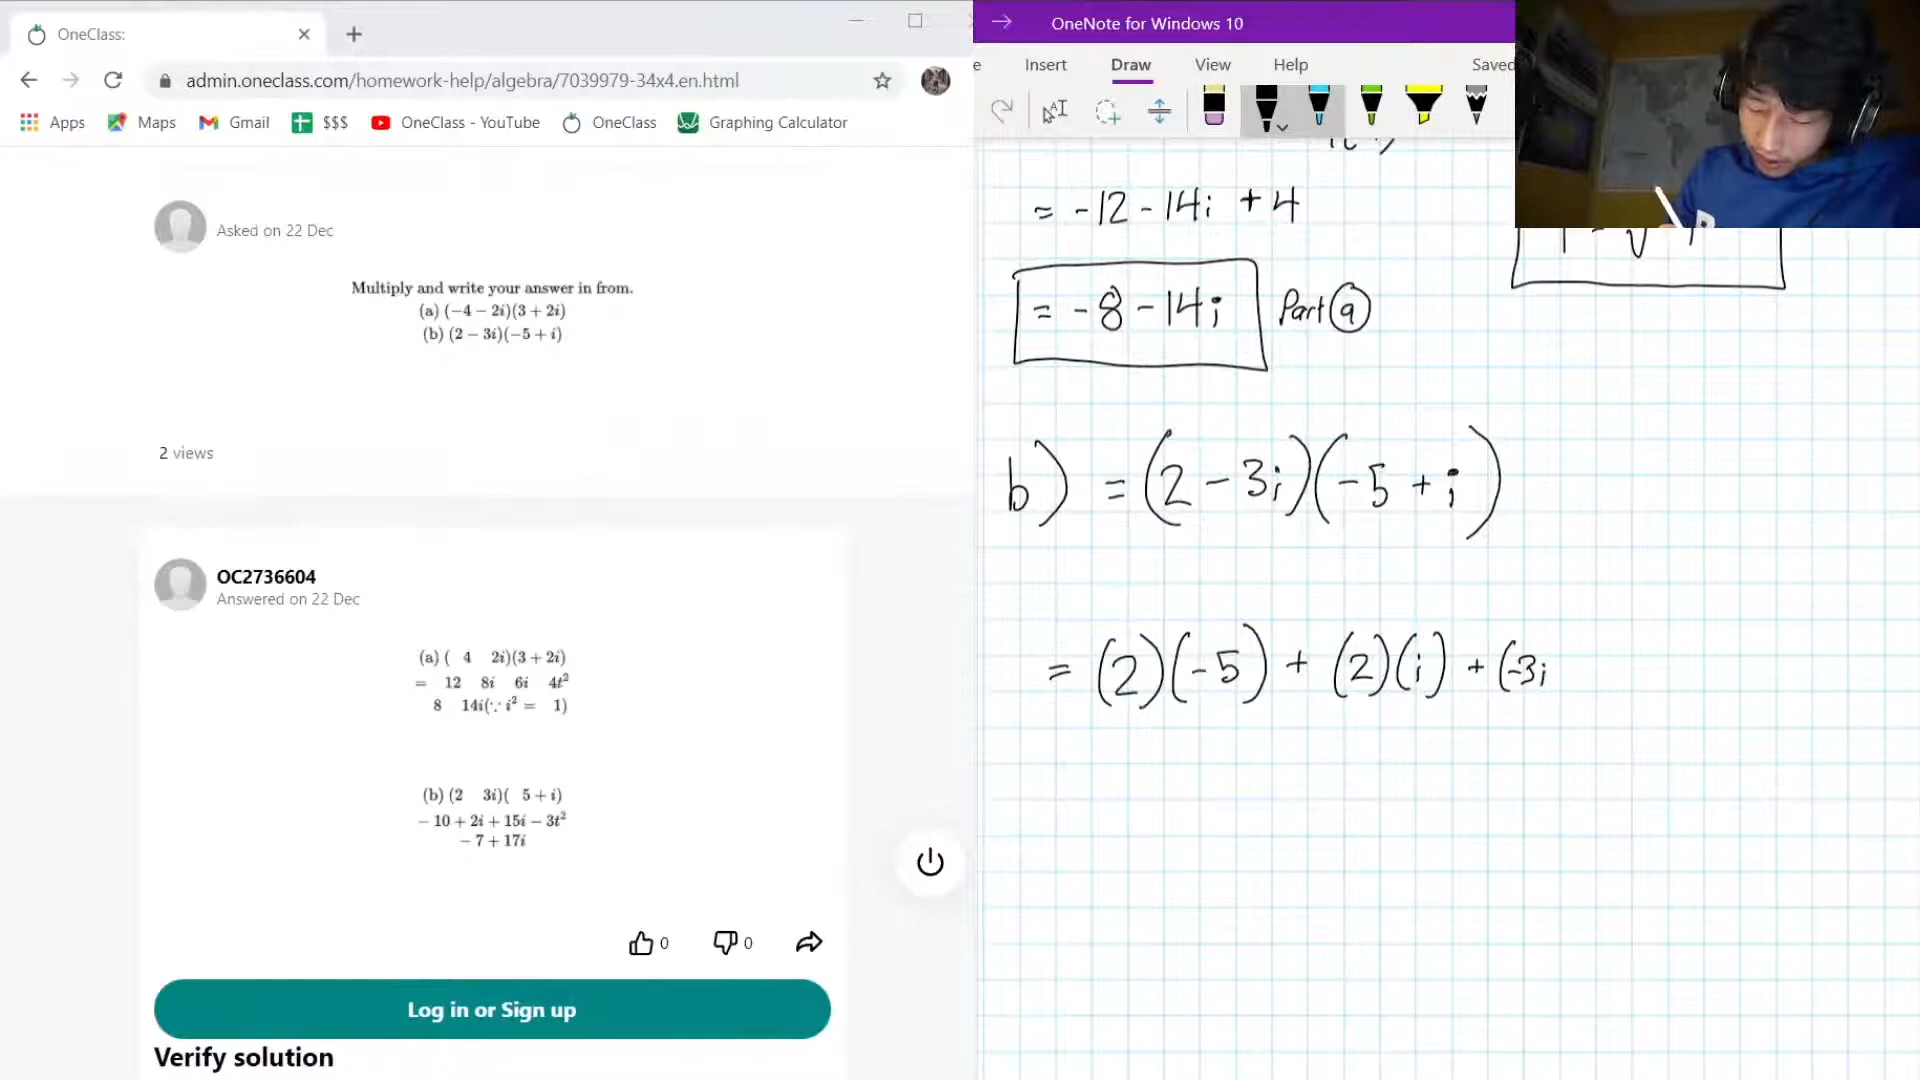 OneClass:
admin.oneclass.com/homework-help/algebra/7039979-34x4.en.html
Apps Maps Gmail $$$ OneClass - YouTube OneClass Graphing Calculator
Asked on 22 Dec
Multiply and write your answer in from.
(a) (−4 − 2i)(3 + 2i)
(b) (2 − 3i)(−5 + i)
2 views
OC2736604
Answered on 22 Dec
(a) ( 4 2i)(3 + 2i)
= 12 8i 6i 4t²
8 14i(∵ i² = 1)
(b) (2 3i)( 5 + i)
− 10 + 2i + 15i − 3t²
− 7 + 17i
0 0
Log in or Sign up
Verify solution
OneNote for Windows 10
e Insert Draw View Help Saved
= -12 - 14i + 4
= -8 - 14i Part a
b) = (2 - 3i)(-5 + i)
= (2)(-5) + (2)(i) + (-3i